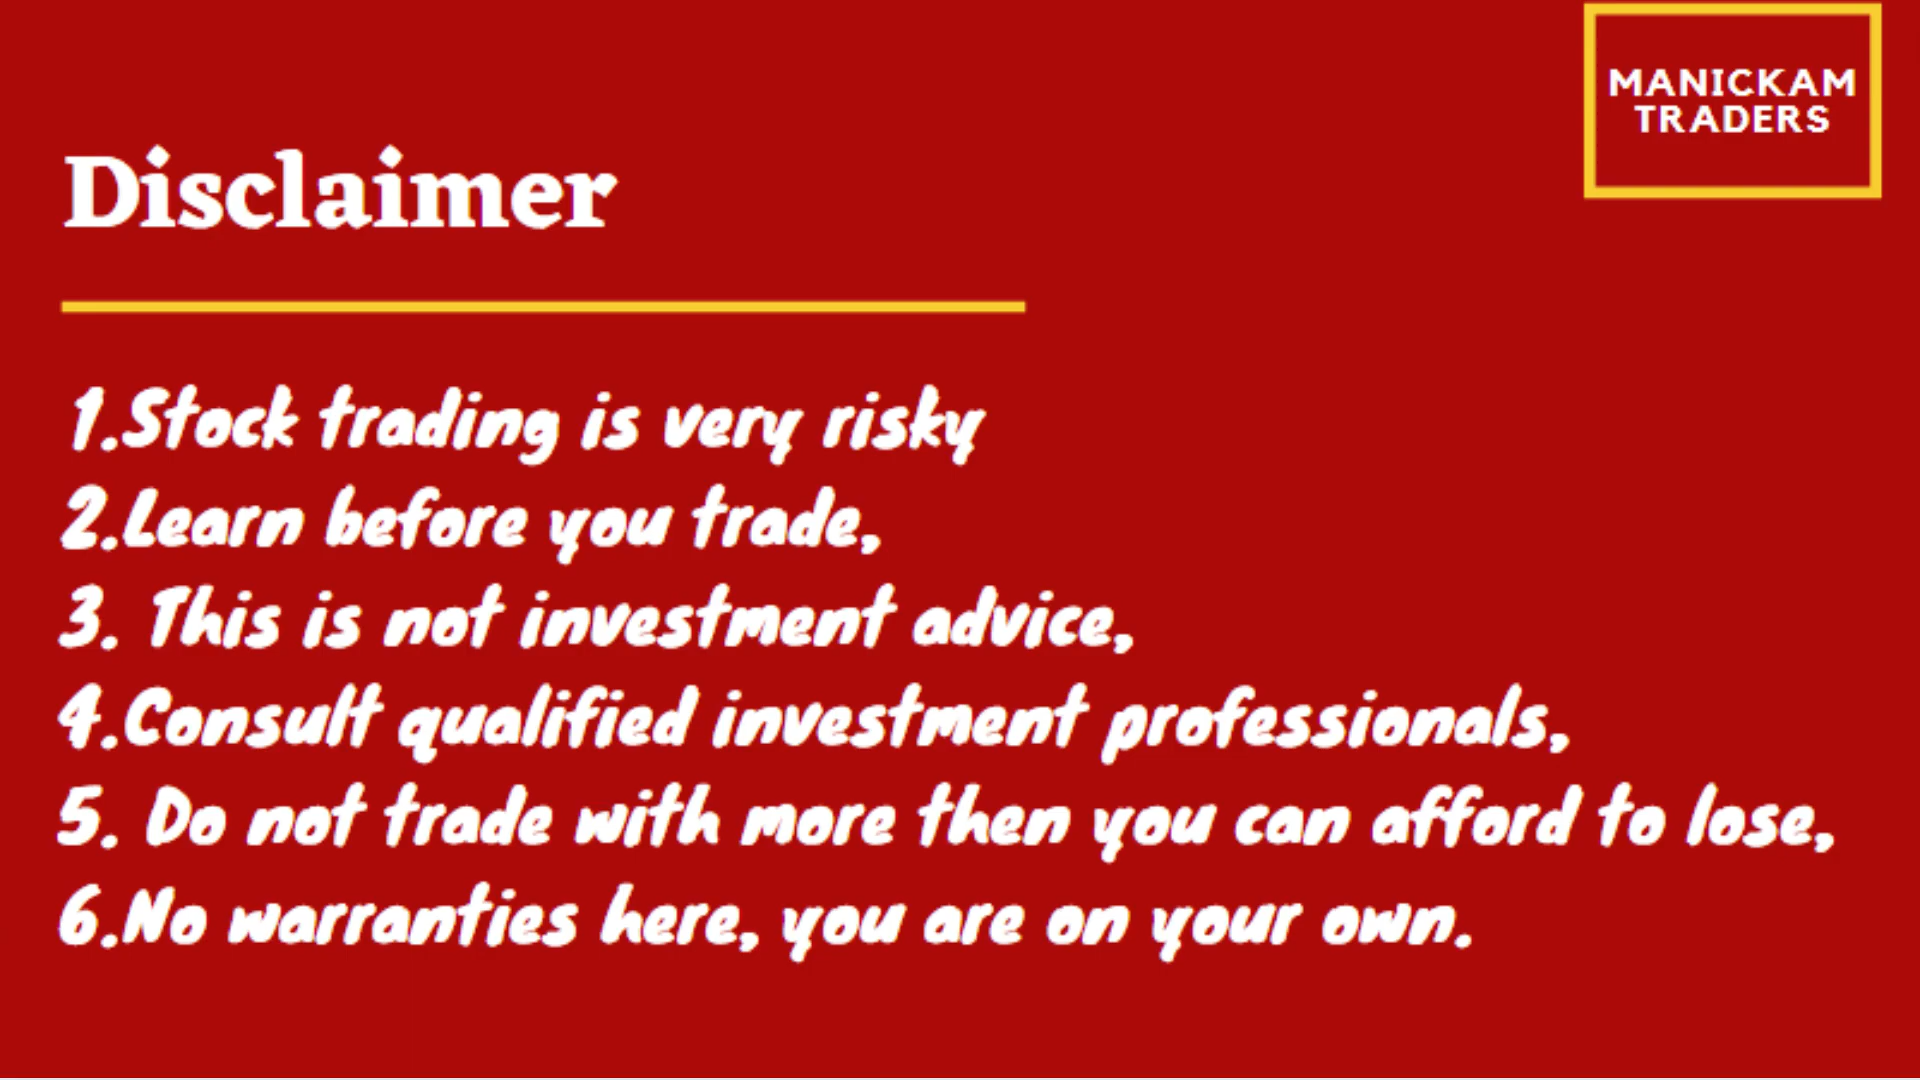 MANICKAM
TRADERS
Disclaimer
1.Stock trading is very risky
2.Learn before you trade,
3. This is not investment advice,
4.Consult qualified investment professionals,
5. Do not trade with more then you can afford to lose,
6.No warranties here, you are on your own.